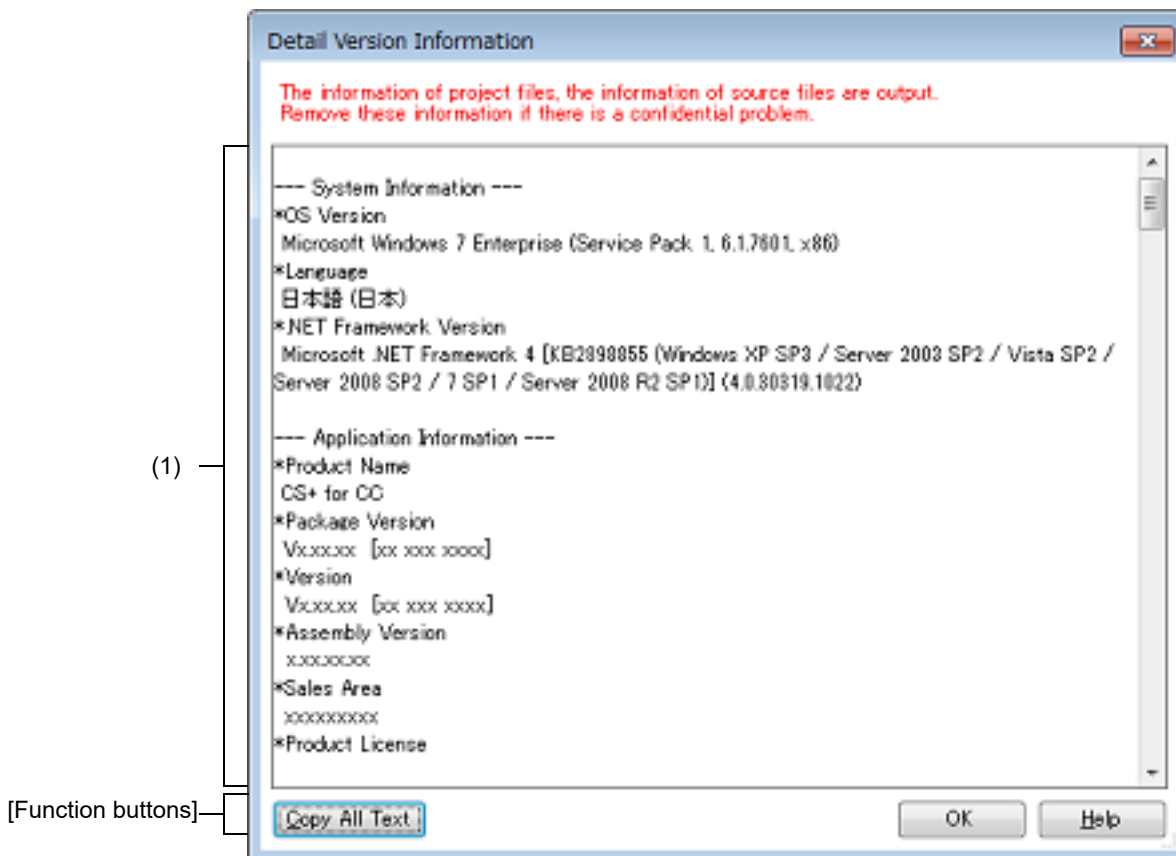 Detail Version Information
The information of project files, the information of source files are output.
Remove these information if there is a confidential problem.
--- System Information ---
*OS Version
Microsoft Windows 7 Enterprise (Service Pack 1, 6.1.7601, x86)
*Language
日本語 (日本)
*.NET Framework Version
Microsoft .NET Framework 4 [KB2898855 (Windows XP SP3 / Server 2003 SP2 / Vista SP2 /
Server 2008 SP2 / 7 SP1 / Server 2008 R2 SP1)] (4.0.30319.1022)
--- Application Information ---
*Product Name
CS+ for CC
*Package Version
Vx.xx.xx [xx xxx xxxx]
*Version
Vx.xx.xx [xx xxx xxxx]
*Assembly Version
x.xx.xx.xx
*Sales Area
xxxxxxxxx
*Product License
(1)
[Function buttons]
Copy All Text
OK
Help